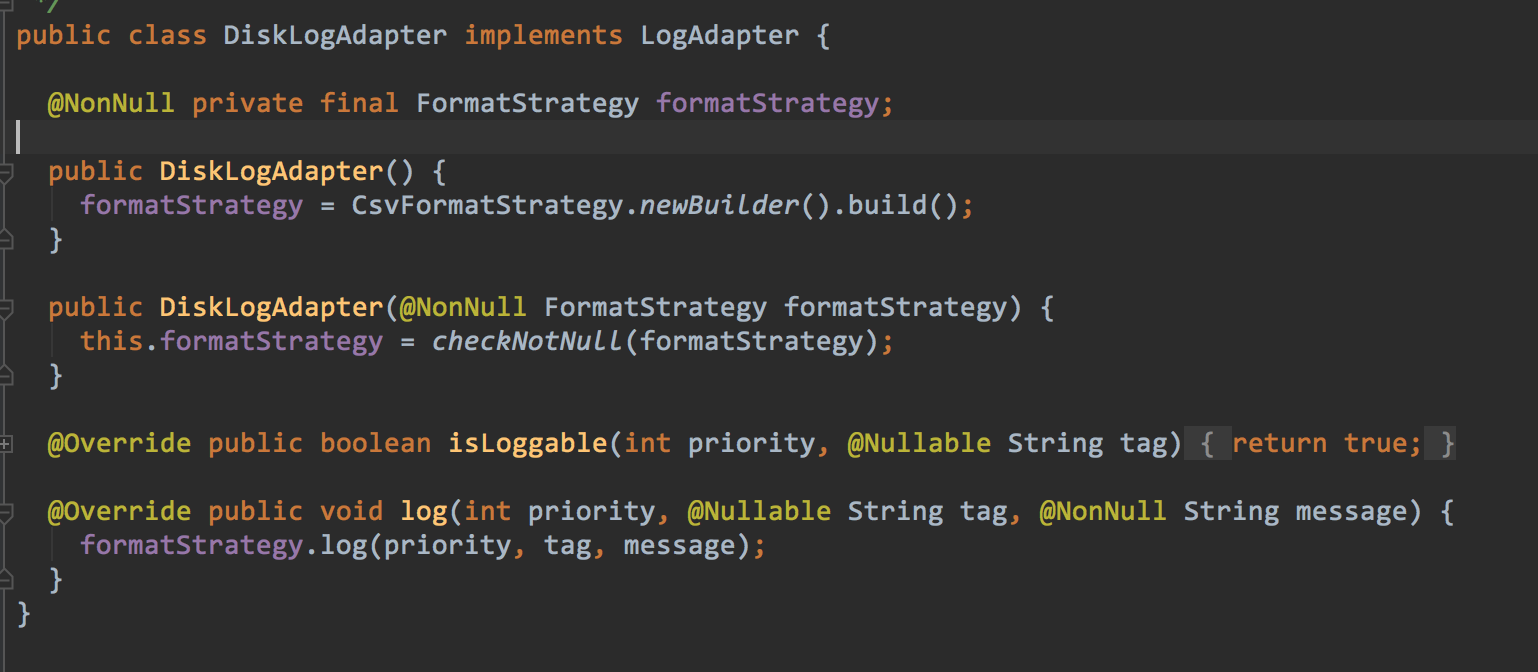 */
public class DiskLogAdapter implements LogAdapter {
@NonNull private final FormatStrategy formatStrategy;
public DiskLogAdapter() {
formatStrategy = CsvFormatStrategy.newBuilder().build();
}
public DiskLogAdapter(@NonNull FormatStrategy formatStrategy) {
this.formatStrategy = checkNotNull(formatStrategy);
}
@Override public boolean isLoggable(int priority, @Nullable String tag) { return true; }
@Override public void log(int priority, @Nullable String tag, @NonNull String message) {
formatStrategy.log(priority, tag, message);
}
}